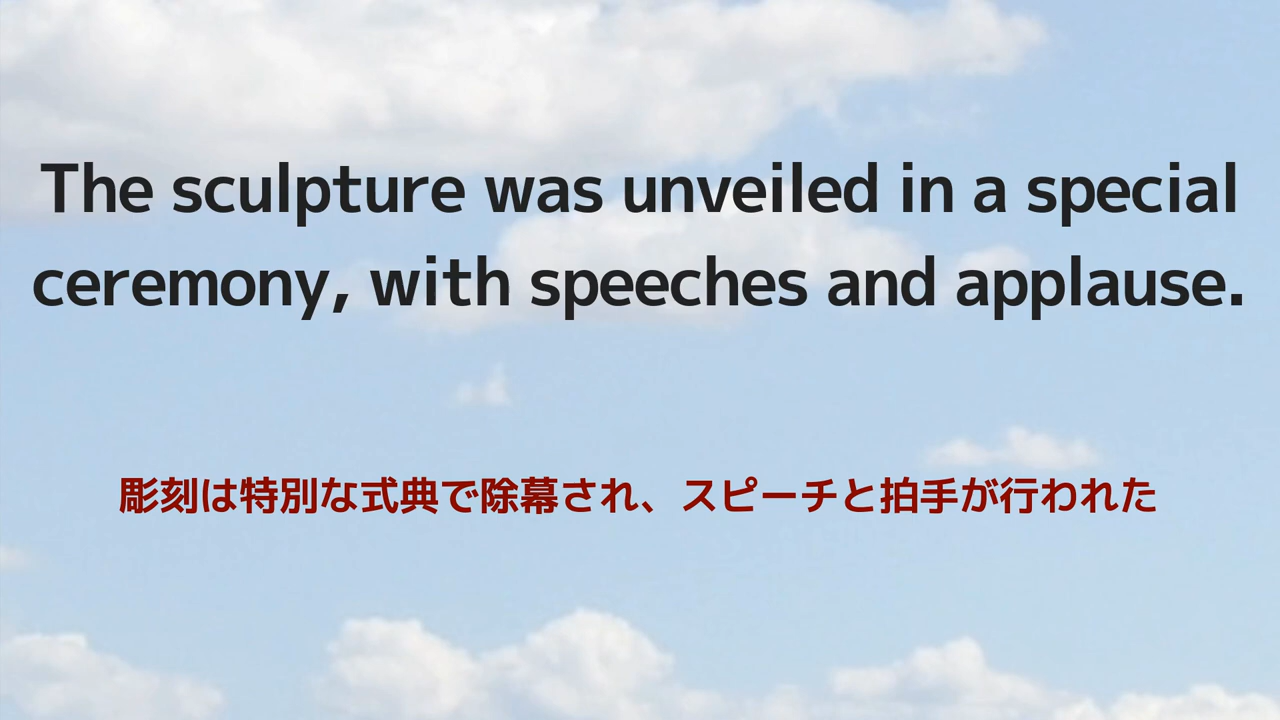 The sculpture was unveiled in a special
ceremony, with speeches and applause.
彫刻は特別な式典で除幕され、スピーチと拍手が行われた